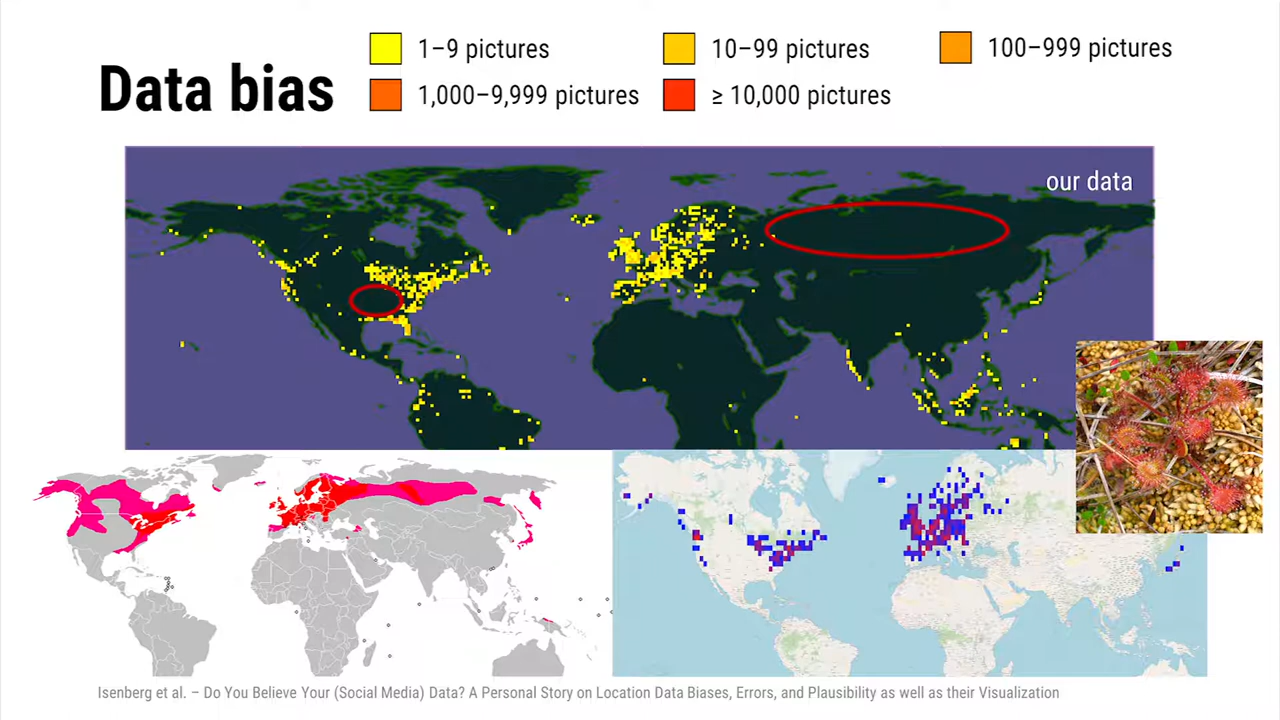 Data bias
1–9 pictures
10–99 pictures
100–999 pictures
1,000–9,999 pictures
≥ 10,000 pictures
our data
Isenberg et al. – Do You Believe Your (Social Media) Data? A Personal Story on Location Data Biases, Errors, and Plausibility as well as their Visualization